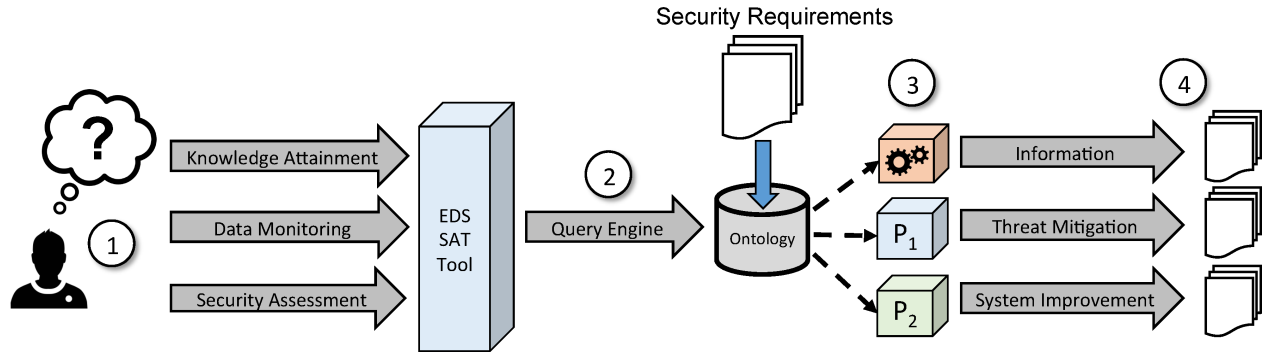 Security Requirements
1
2
3
4
?
Knowledge Attainment
Data Monitoring
Security Assessment
EDS
SAT
Tool
Query Engine
Ontology
P1
P2
Information
Threat Mitigation
System Improvement